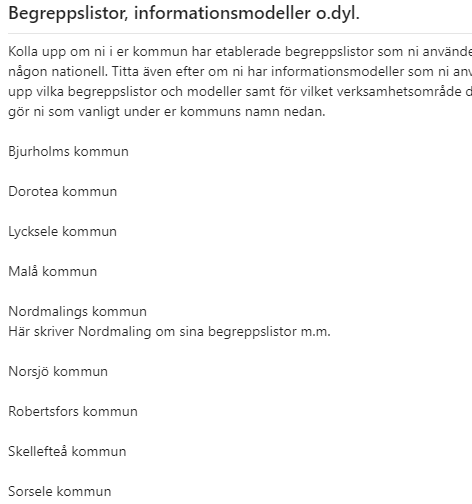 Begreppslistor, informationsmodeller o.dyl.
Kolla upp om ni i er kommun har etablerade begreppslistor som ni använde
någon nationell. Titta även efter om ni har informationsmodeller som ni anv
upp vilka begreppslistor och modeller samt för vilket verksamhetsområde d
gör ni som vanligt under er kommuns namn nedan.
Bjurholms kommun
Dorotea kommun
Lycksele kommun
Malå kommun
Nordmalings kommun
Här skriver Nordmaling om sina begreppslistor m.m.
Norsjö kommun
Robertsfors kommun
Skellefteå kommun
Sorsele kommun